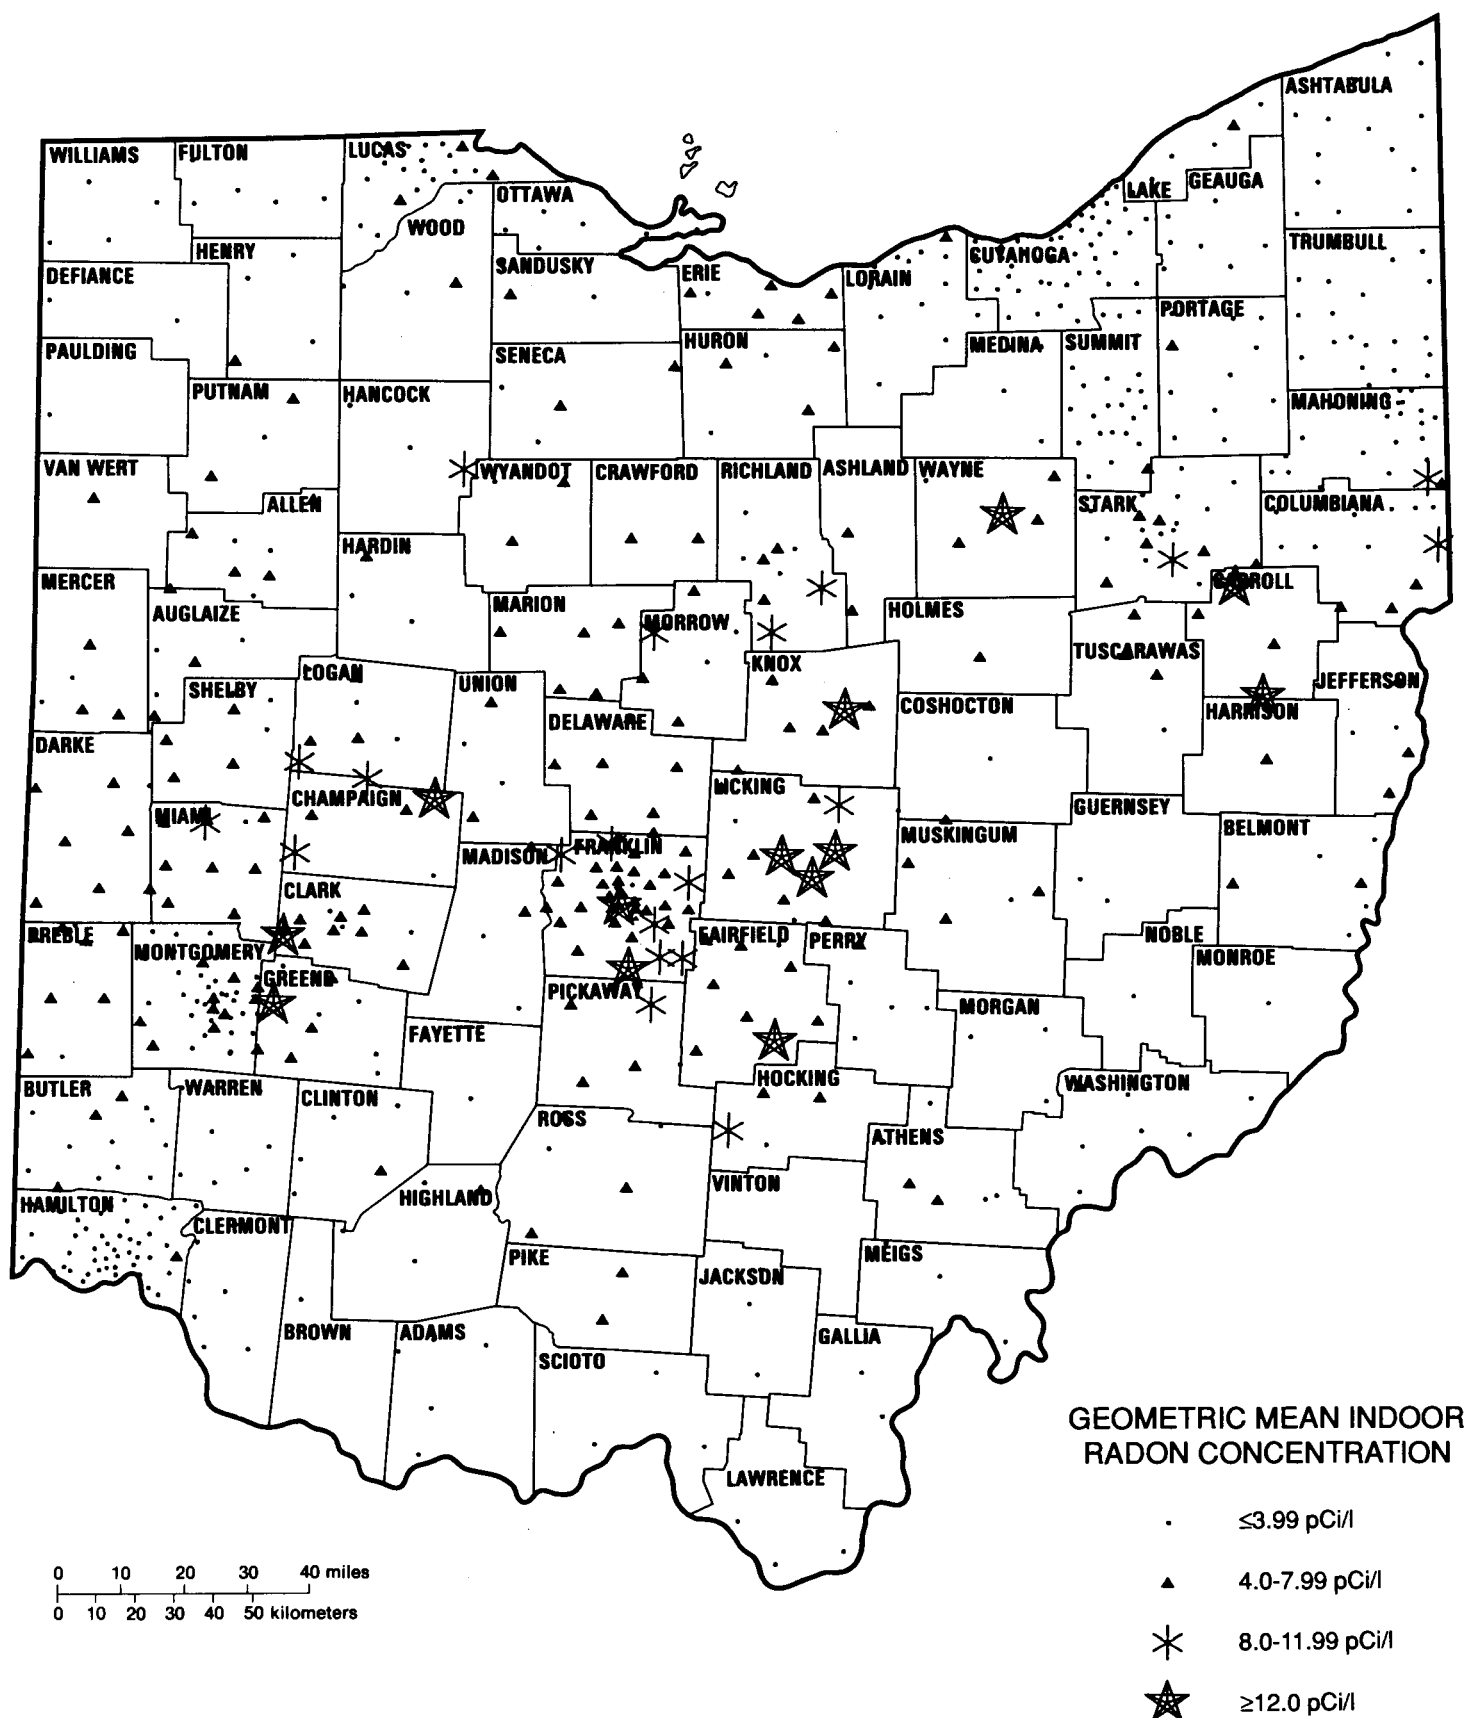 ASHTABULA
WILLIAMS
FULTON
LUCAS
LAKE
GEAUGA
OTTAWA
WOOD
TRUMBULL
HENRY
CUYAHOGA
SANDUSKY
ERIE
LORAIN
DEFIANCE
PORTAGE
PAULDING
SENECA
HURON
MEDINA
SUMMIT
PUTNAM
HANCOCK
MAHONING
VAN WERT
WYANDOT
CRAWFORD
RICHLAND
ASHLAND
WAYNE
ALLEN
STARK
COLUMBIANA
HARDIN
MERCER
CARROLL
AUGLAIZE
MARION
MORROW
HOLMES
TUSCARAWAS
KNOX
LOGAN
UNION
JEFFERSON
SHELBY
COSHOCTON
HARRISON
DELAWARE
DARKE
LICKING
CHAMPAIGN
GUERNSEY
MIAMI
MUSKINGUM
BELMONT
MADISON
FRANKLIN
CLARK
PREBLE
MONTGOMERY
FAIRFIELD
PERRY
NOBLE
MONROE
GREENE
PICKAWAY
MORGAN
FAYETTE
BUTLER
WARREN
CLINTON
HOCKING
WASHINGTON
ROSS
ATHENS
HIGHLAND
VINTON
HAMILTON
CLERMONT
PIKE
MEIGS
JACKSON
BROWN
ADAMS
GALLIA
SCIOTO
LAWRENCE
GEOMETRIC MEAN INDOOR
RADON CONCENTRATION
≤3.99 pCi/l
4.0-7.99 pCi/l
8.0-11.99 pCi/l
≥12.0 pCi/l
0 10 20 30 40 miles
0 10 20 30 40 50 kilometers